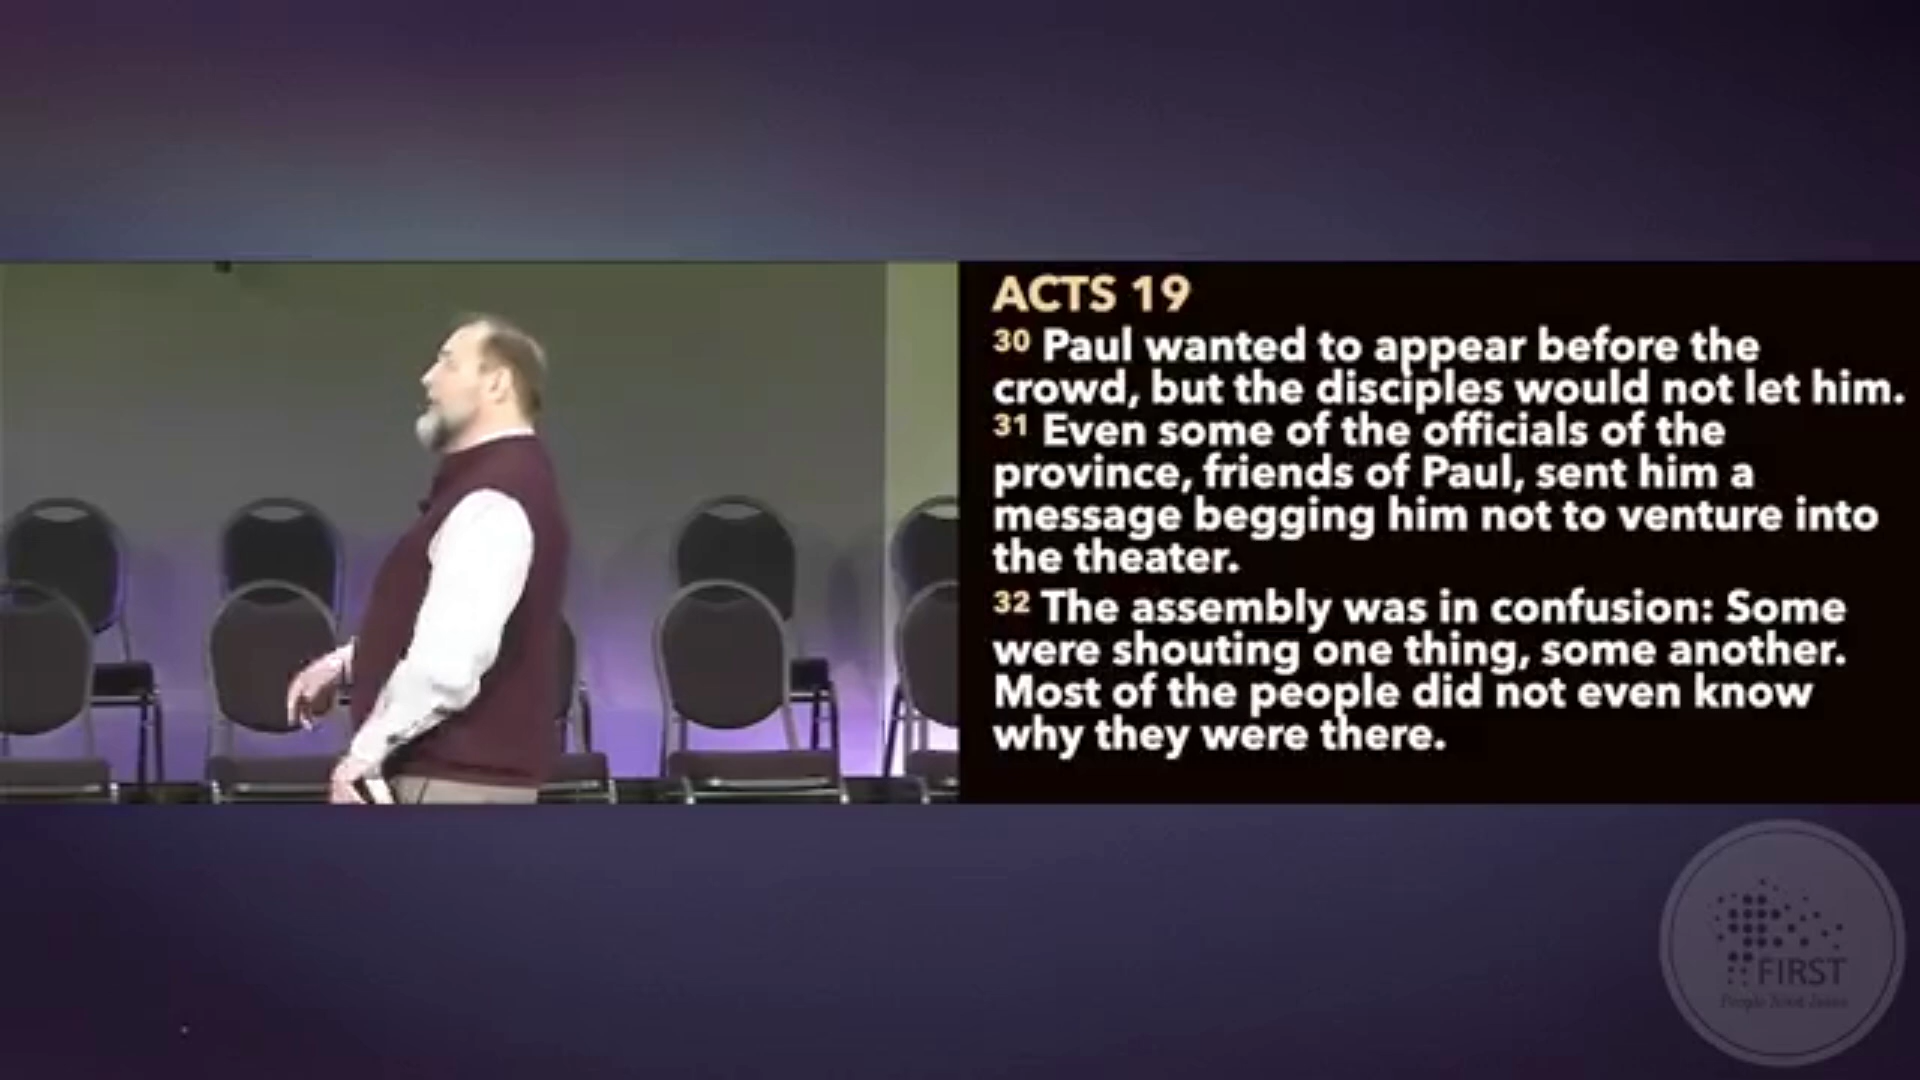 ACTS 19
30 Paul wanted to appear before the
crowd, but the disciples would not let him.
31 Even some of the officials of the
province, friends of Paul, sent him a
message begging him not to venture into
the theater.
32 The assembly was in confusion: Some
were shouting one thing, some another.
Most of the people did not even know
why they were there.
FIRST